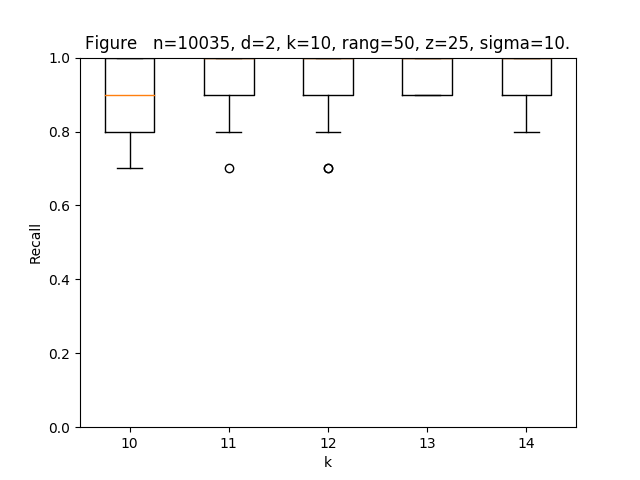 Figure   n=10035, d=2, k=10, rang=50, z=25, sigma=10.
1.0
0.8
0.6
0.4
0.2
0.0
Recall
10 11 12 13 14
k